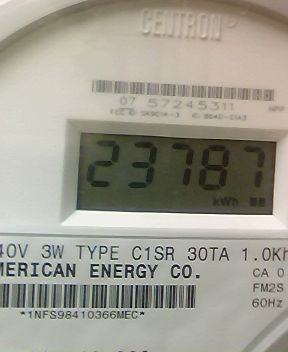 CENTRON
07 57245311
23787
kWh
40V 3W TYPE C1SR 30TA 1.0Kh
MERICAN ENERGY CO.
CA 0
FM2S
60Hz
*1NFS98410366MEC*